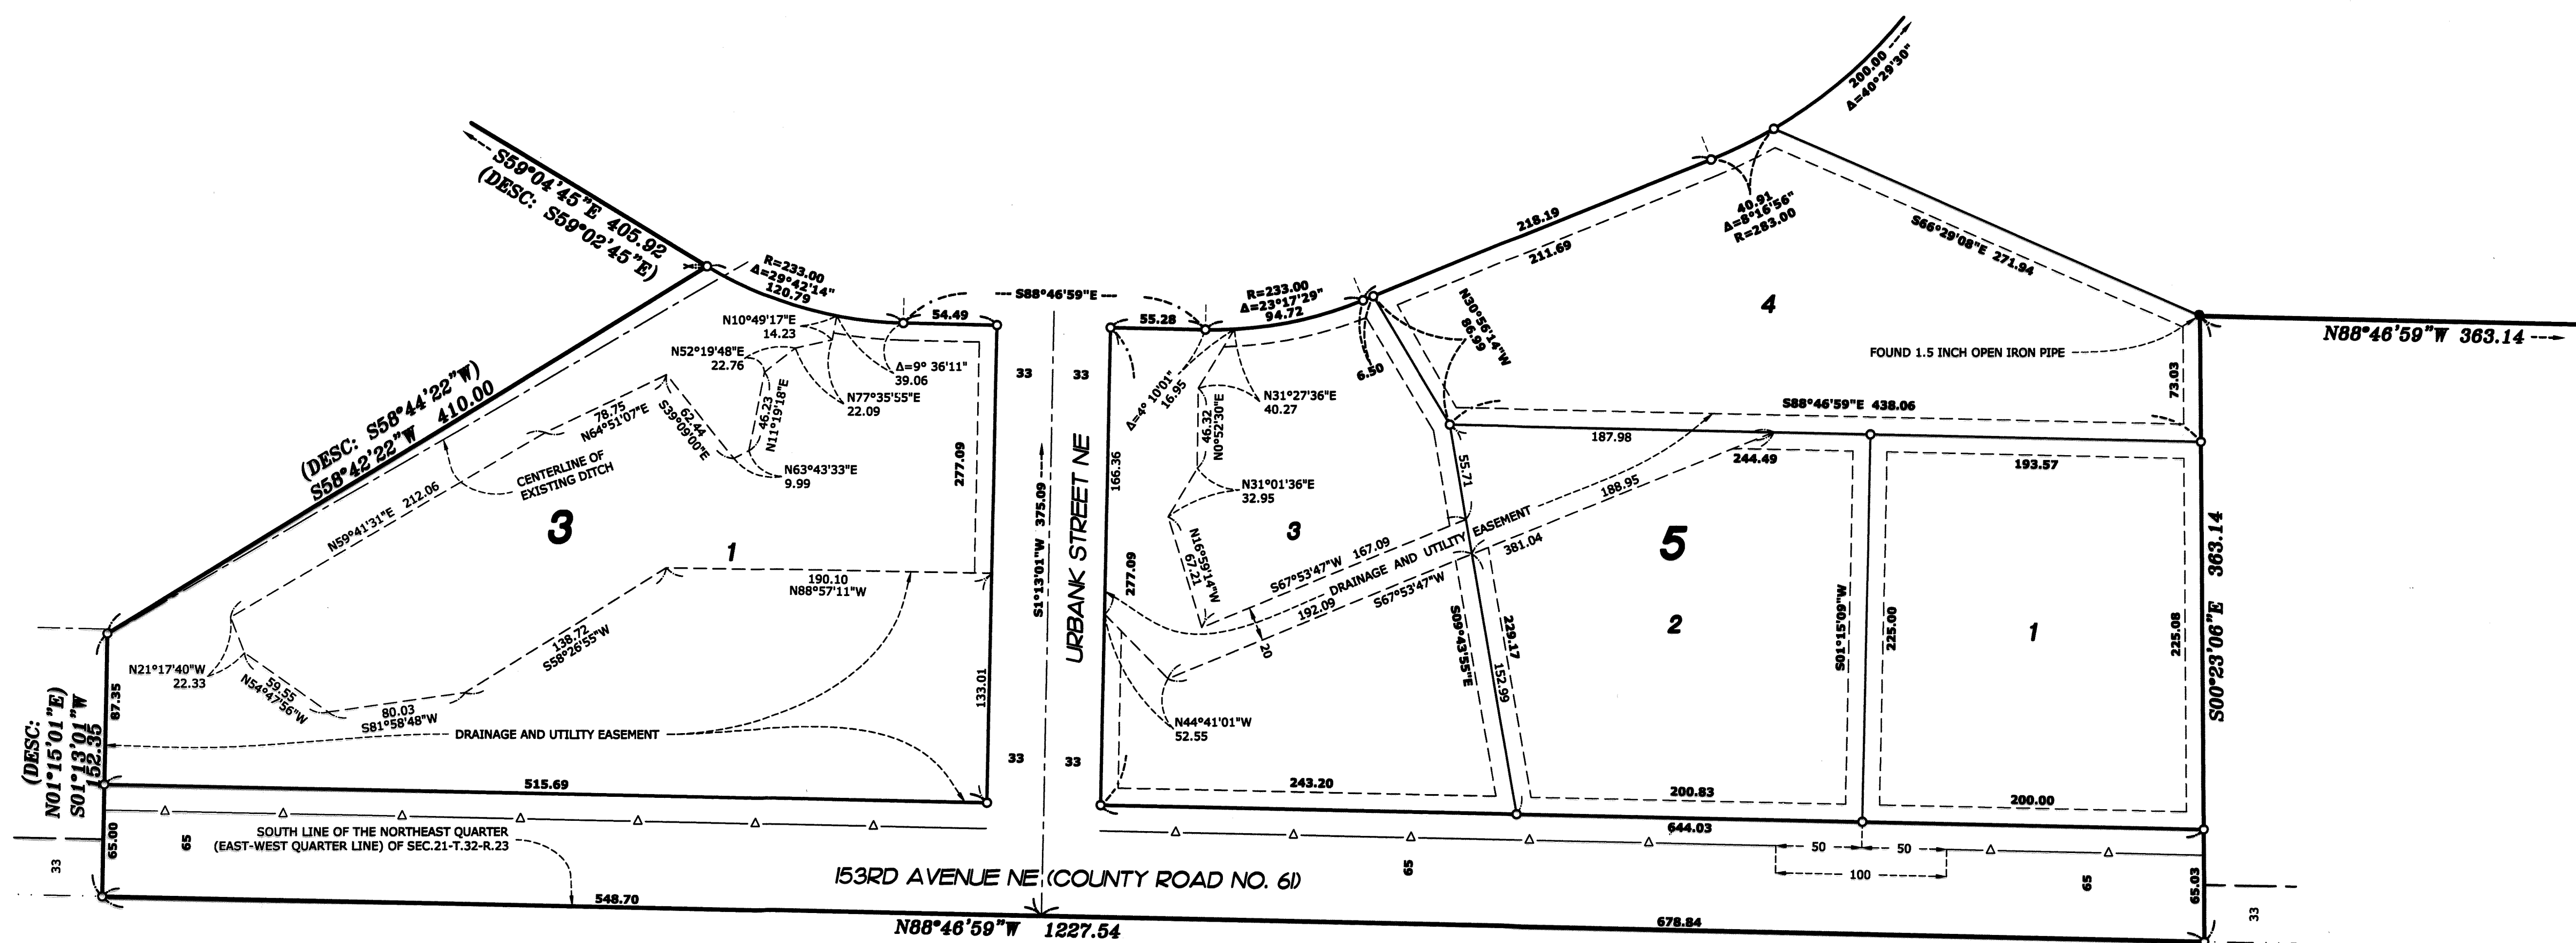 200.00
Δ=40°29'30"
S59°04'45"E 405.92
(DESC: S59°02'45"E)
R=233.00
Δ=29°42'14"
120.79
54.49
--- S88°46'59"E ---
55.28
R=233.00
Δ=23°17'29"
94.72
218.19
211.69
40.91
Δ=8°16'56"
R=283.00
S66°29'08"E 271.94
4
N88°46'59"W 363.14
FOUND 1.5 INCH OPEN IRON PIPE
73.03
N30°56'14"W
86.99
6.50
S88°46'59"E 438.06
187.98
244.49
193.57
N10°49'17"E
14.23
N52°19'48"E
22.76
Δ=9° 36'11"
39.06
N77°35'55"E
22.09
46.23
N11°19'18"E
N63°43'33"E
9.99
62.44
S39°09'00"E
78.75
N64°51'07"E
CENTERLINE OF
EXISTING DITCH
(DESC: S58°44'22"W)
S58°42'22"W 410.00
N59°41'31"E 212.06
3
1
190.10
N88°57'11"W
277.09
133.01
33
33
S1°13'01"W 375.09
URBANK STREET NE
166.36
277.09
Δ=4° 10'01"
16.95
N31°27'36"E
40.27
46.32
N0°52'30"E
N31°01'36"E
32.95
N16°59'14"W
67.21
3
S67°53'47"W 167.09
DRAINAGE AND UTILITY EASEMENT
192.09
S67°53'47"W
20
55.71
188.95
381.04
5
2
1
229.17
152.99
S09°43'55"E
S01°15'09"W
225.00
225.08
S00°23'06"E 363.14
N21°17'40"W
22.33
59.55
N54°47'56"W
80.03
S81°58'48"W
138.72
S58°26'55"W
DRAINAGE AND UTILITY EASEMENT
N44°41'01"W
52.55
(DESC:
N01°15'01"E)
S01°13'01"W
152.35
87.35
65.00
33
515.69
33
33
243.20
200.83
200.00
644.03
65
SOUTH LINE OF THE NORTHEAST QUARTER
(EAST-WEST QUARTER LINE) OF SEC.21-T.32-R.23
153RD AVENUE NE (COUNTY ROAD NO. 61)
65
50
50
100
65
65.03
33
548.70
N88°46'59"W 1227.54
678.84